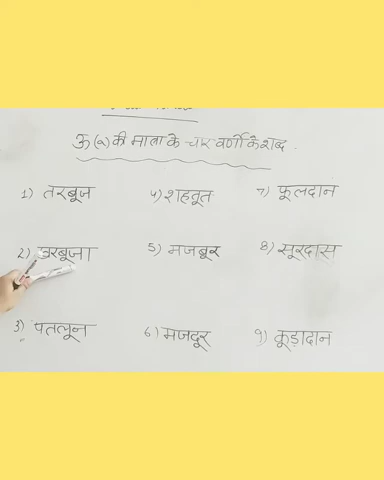 ऊ (ू) की मात्रा के चार वर्णों के शब्द.
1) तरबूज 4) शहतूत 7) फूलदान
2) खरबूजा 5) मजबूर 8) सूरदास
3) पतलून 6) मजदूर 9) कूड़ादान